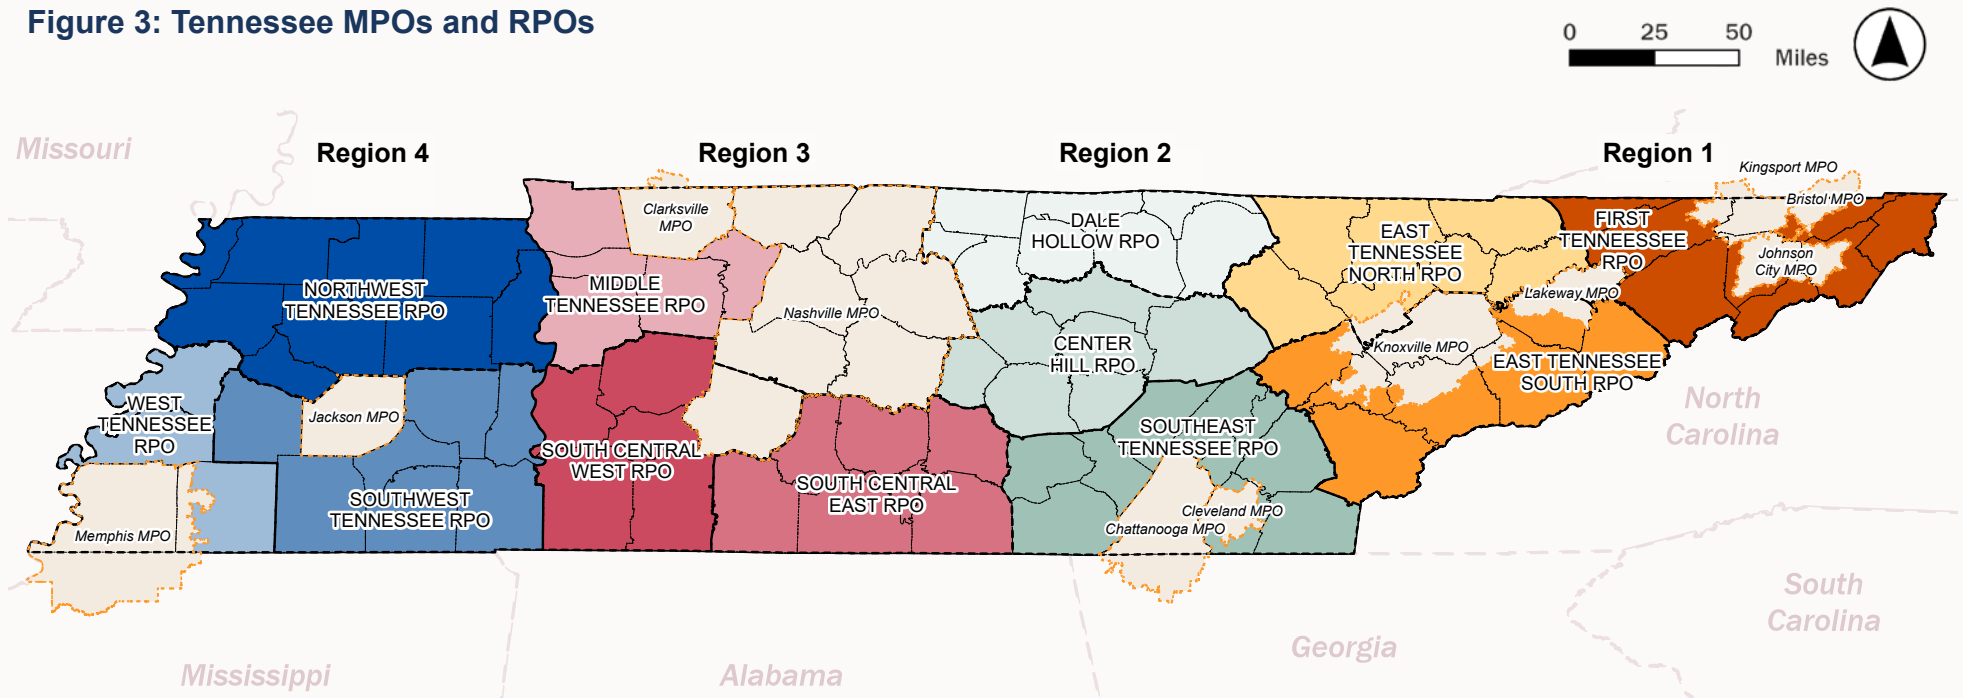 Figure 3: Tennessee MPOs and RPOs
0 25 50
Miles
Missouri
Region 4
Region 3
Region 2
Region 1
Kingsport MPO
Bristol MPO
Clarksville
MPO
DALE
HOLLOW RPO
EAST
TENNESSEE
NORTH RPO
FIRST
TENNEESSEE
RPO
Johnson
City MPO
NORTHWEST
TENNESSEE RPO
MIDDLE
TENNESSEE RPO
Nashville MPO
Lakeway MPO
CENTER
HILL RPO
Knoxville MPO
EAST TENNESSEE
SOUTH RPO
WEST
TENNESSEE
RPO
Jackson MPO
North
Carolina
SOUTH CENTRAL
WEST RPO
SOUTHEAST
TENNESSEE RPO
SOUTHWEST
TENNESSEE RPO
SOUTH CENTRAL
EAST RPO
Cleveland MPO
Chattanooga MPO
Memphis MPO
South
Carolina
Mississippi
Alabama
Georgia